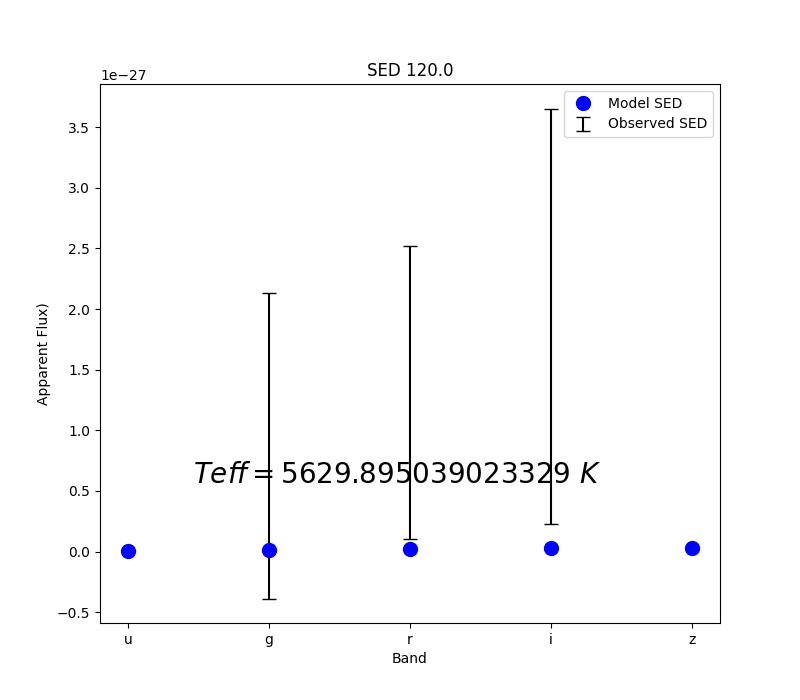 SED 120.0
1e−27
Model SED
Observed SED
3.5
3.0
2.5
2.0
1.5
1.0
0.5
0.0
−0.5
Apparent Flux)
Teff = 5629.895039023329 K
u g r i z
Band